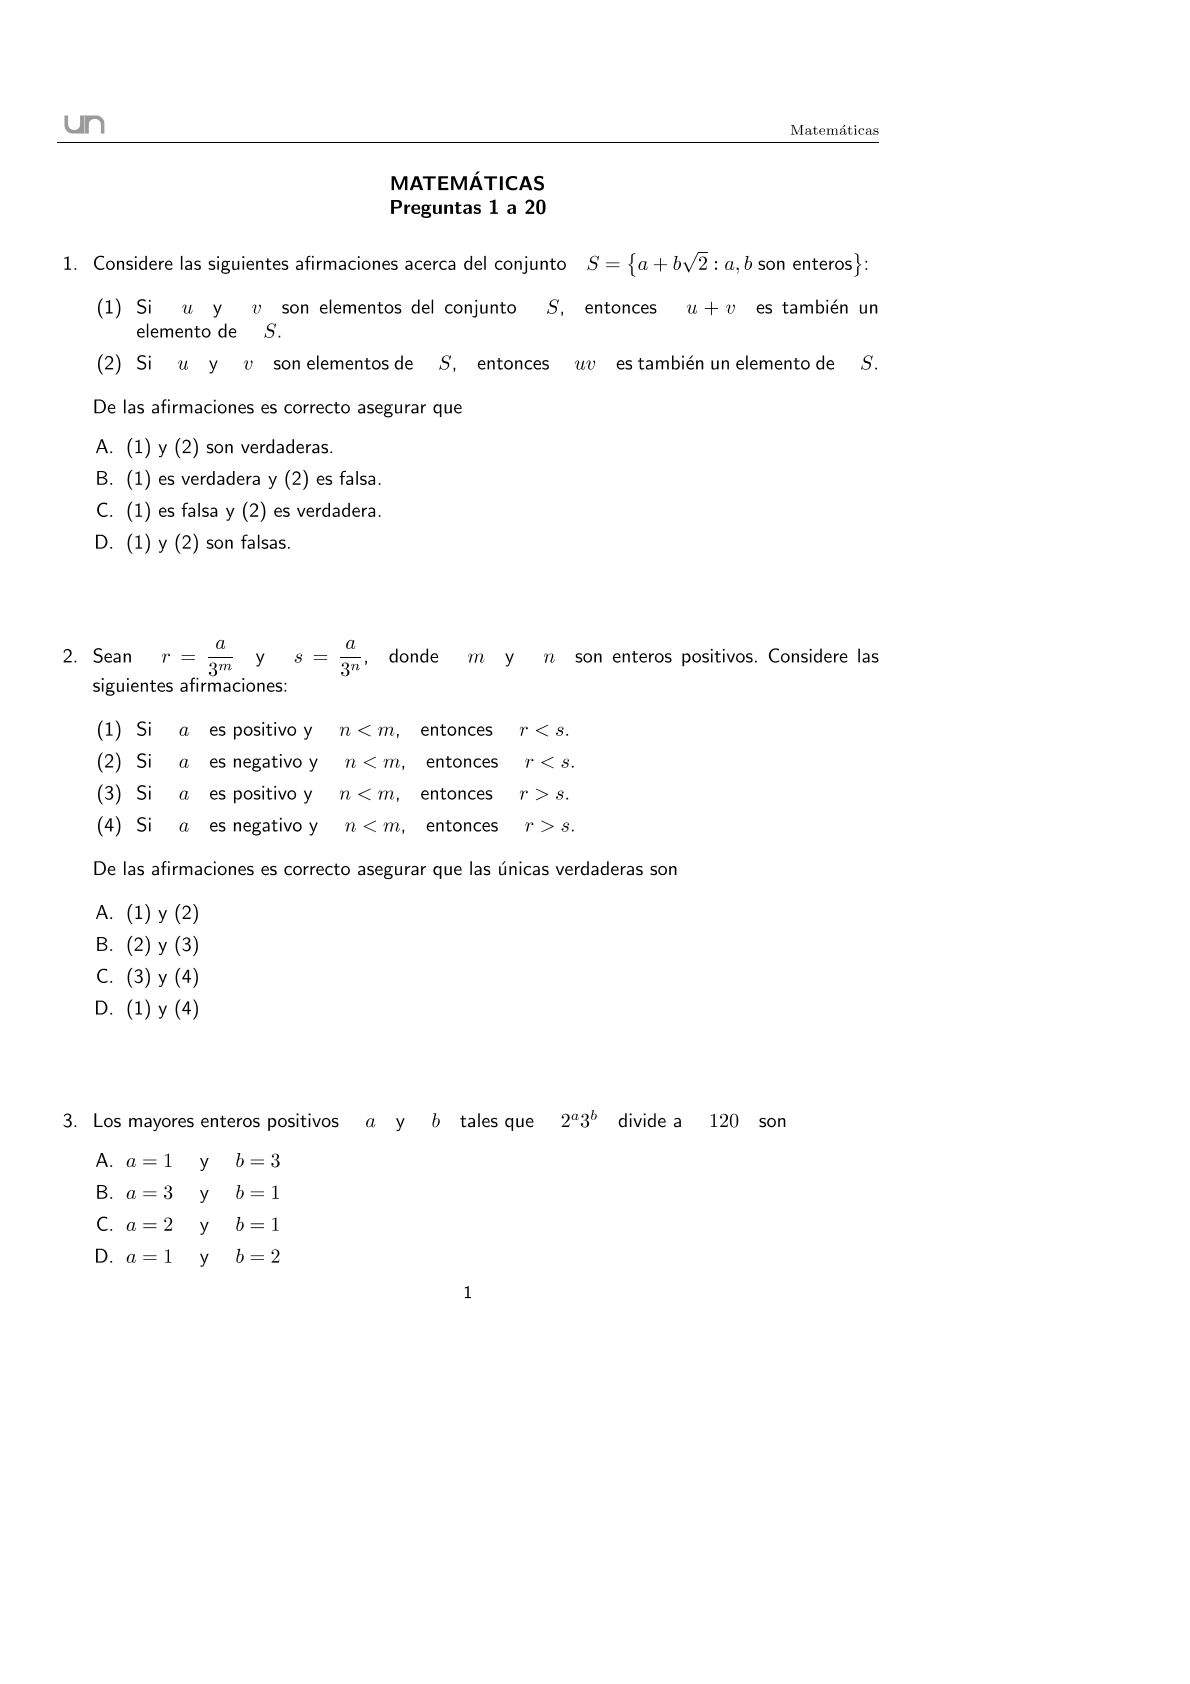 un
Matemáticas
MATEMÁTICAS
Preguntas 1 a 20
1. Considere las siguientes afirmaciones acerca del conjunto S = {a + b√2 : a, b son enteros}:
(1) Si u y v son elementos del conjunto S, entonces u + v es también un
elemento de S.
(2) Si u y v son elementos de S, entonces uv es también un elemento de S.
De las afirmaciones es correcto asegurar que
A. (1) y (2) son verdaderas.
B. (1) es verdadera y (2) es falsa.
C. (1) es falsa y (2) es verdadera.
D. (1) y (2) son falsas.
2. Sean r = a/3^m y s = a/3^n, donde m y n son enteros positivos. Considere las
siguientes afirmaciones:
(1) Si a es positivo y n < m, entonces r < s.
(2) Si a es negativo y n < m, entonces r < s.
(3) Si a es positivo y n < m, entonces r > s.
(4) Si a es negativo y n < m, entonces r > s.
De las afirmaciones es correcto asegurar que las únicas verdaderas son
A. (1) y (2)
B. (2) y (3)
C. (3) y (4)
D. (1) y (4)
3. Los mayores enteros positivos a y b tales que 2^a3^b divide a 120 son
A. a = 1 y b = 3
B. a = 3 y b = 1
C. a = 2 y b = 1
D. a = 1 y b = 2
1